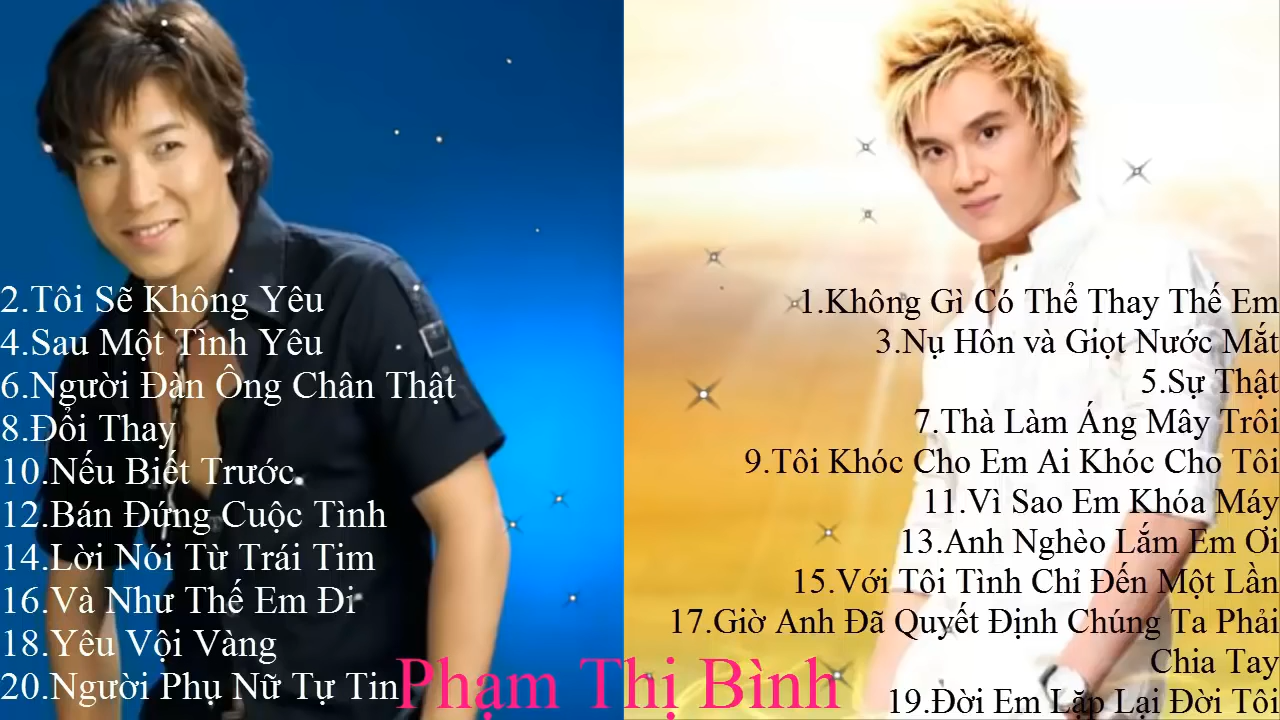 2.Tôi Sẽ Không Yêu
4.Sau Một Tình Yêu
6.Người Đàn Ông Chân Thật
8.Đổi Thay
10.Nếu Biết Trước
12.Bán Đứng Cuộc Tình
14.Lời Nói Từ Trái Tim
16.Và Như Thế Em Đi
18.Yêu Vội Vàng
20.Người Phụ Nữ Tự Tin
1.Không Gì Có Thể Thay Thế Em
3.Nụ Hôn và Giọt Nước Mắt
5.Sự Thật
7.Thà Làm Áng Mây Trôi
9.Tôi Khóc Cho Em Ai Khóc Cho Tôi
11.Vì Sao Em Khóa Máy
13.Anh Nghèo Lắm Em Ơi
15.Với Tôi Tình Chỉ Đến Một Lần
17.Giờ Anh Đã Quyết Định Chúng Ta Phải
Chia Tay
19.Đời Em Lặp Lại Đời Tôi
Phạm Thị Bình